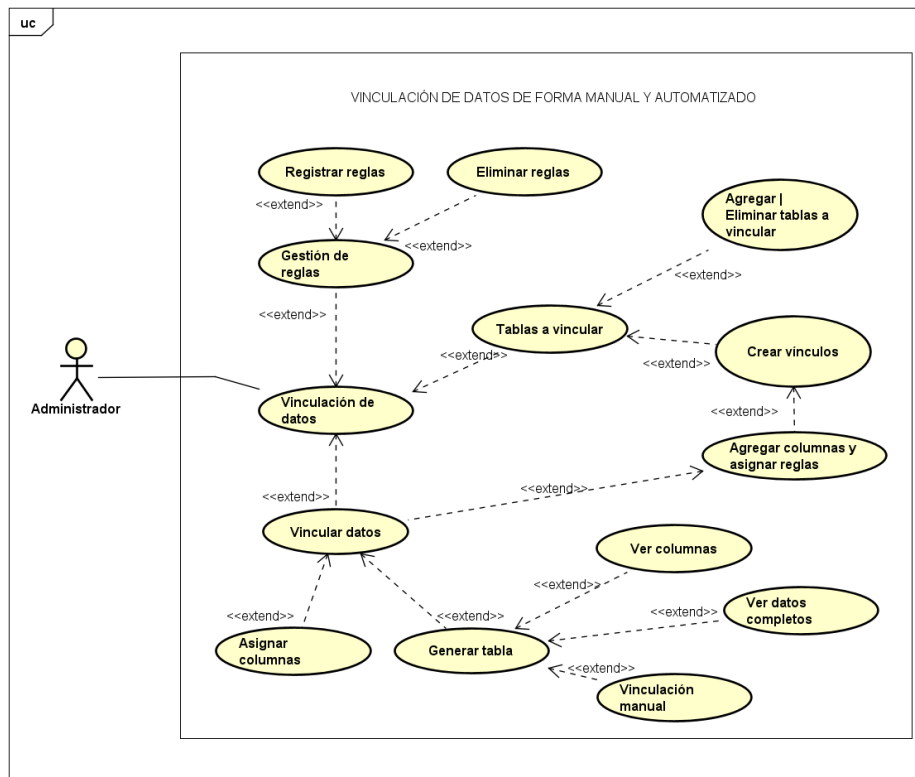 uc
VINCULACIÓN DE DATOS DE FORMA MANUAL Y AUTOMATIZADO
Registrar reglas
Eliminar reglas
<<extend>>
<<extend>>
Agregar |
Eliminar tablas a
vincular
Gestión de
reglas
<<extend>>
<<extend>>
Tablas a vincular
<<extend>>
<<extend>>
Crear vínculos
Administrador
Vinculación de
datos
<<extend>>
Agregar columnas y
asignar reglas
<<extend>>
<<extend>>
Vincular datos
Ver columnas
<<extend>>
<<extend>>
<<extend>>
<<extend>>
Ver datos
completos
Asignar
columnas
Generar tabla
<<extend>>
Vinculación
manual